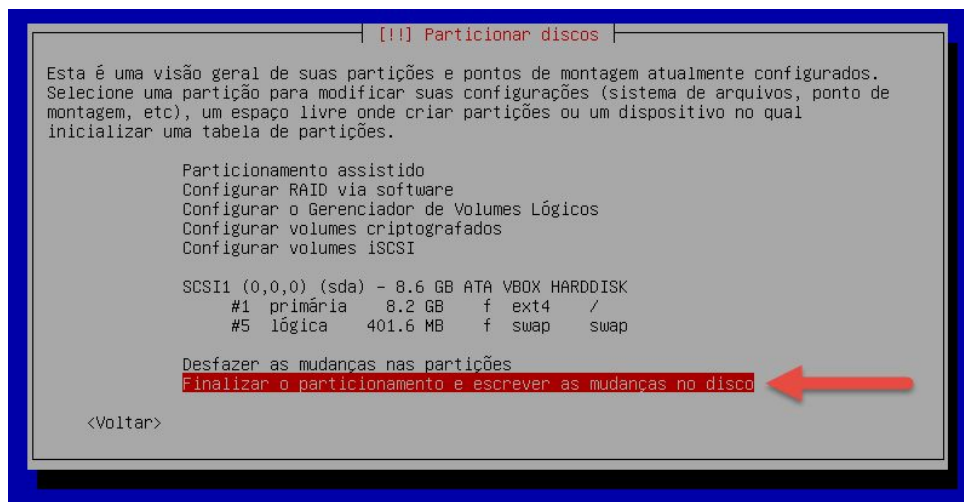 [!!] Particionar discos
Esta é uma visão geral de suas partições e pontos de montagem atualmente configurados.
Selecione uma partição para modificar suas configurações (sistema de arquivos, ponto de
montagem, etc), um espaço livre onde criar partições ou um dispositivo no qual
inicializar uma tabela de partições.
Particionamento assistido
Configurar RAID via software
Configurar o Gerenciador de Volumes Lógicos
Configurar volumes criptografados
Configurar volumes iSCSI
SCSI1 (0,0,0) (sda) - 8.6 GB ATA VBOX HARDDISK
#1 primária 8.2 GB f ext4 /
#5 lógica 401.6 MB f swap swap
Desfazer as mudanças nas partições
Finalizar o particionamento e escrever as mudanças no disco
<Voltar>